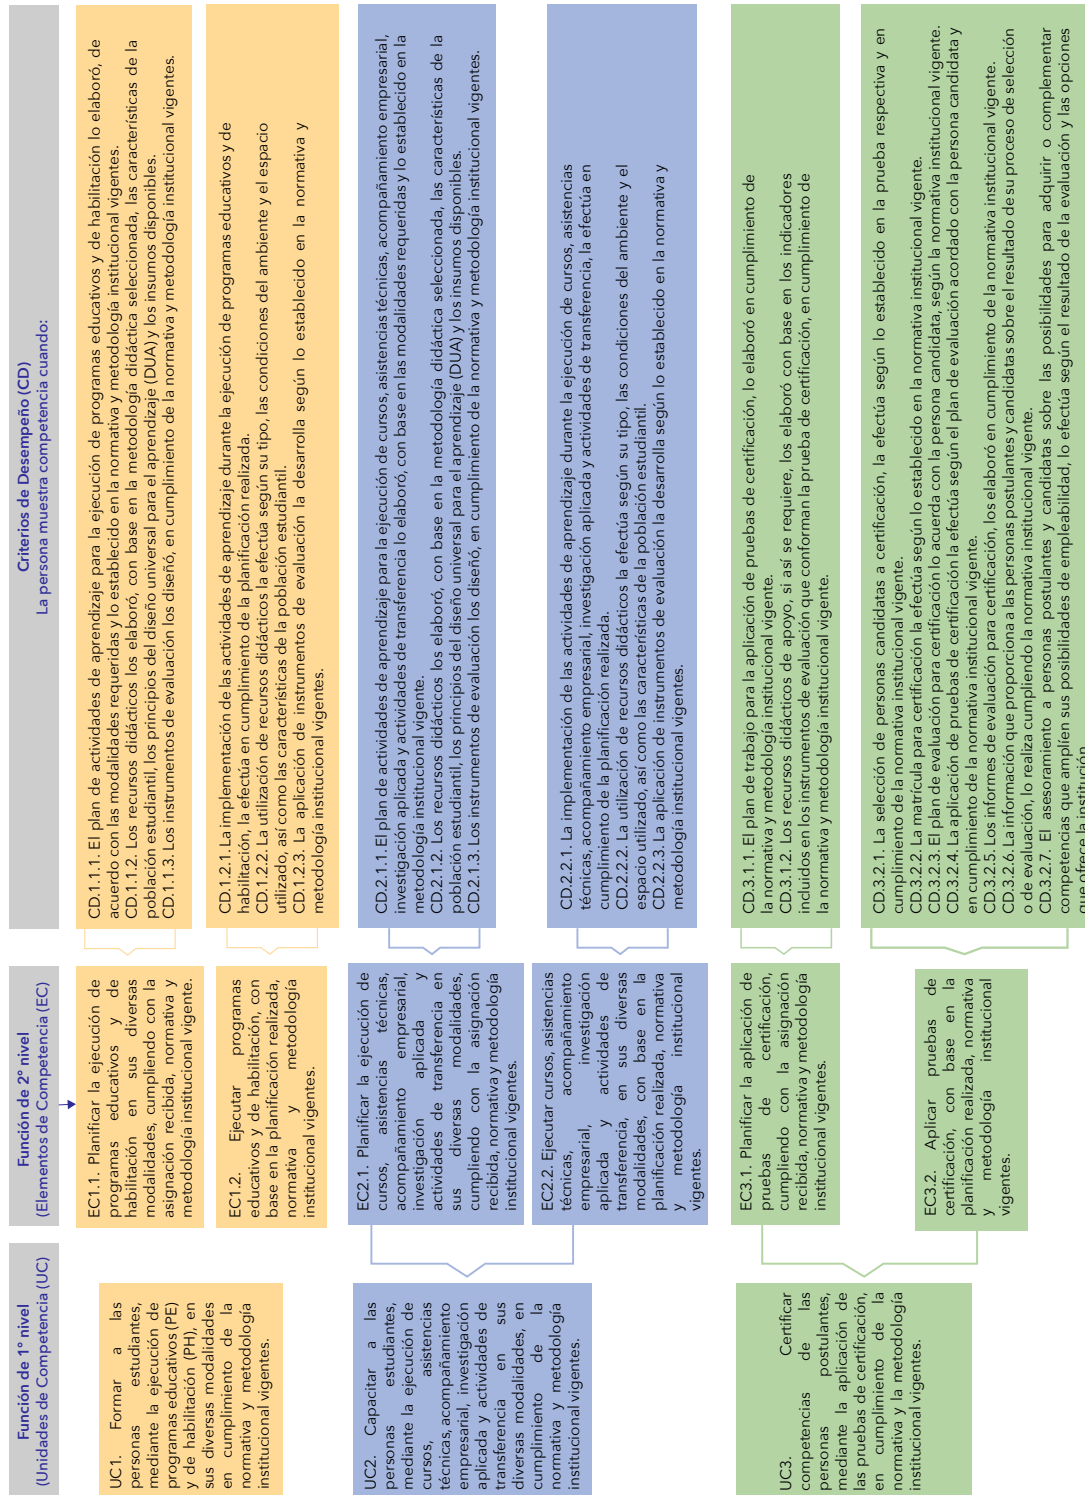 Función de 1° nivel
(Unidades de Competencia (UC)
Función de 2° nivel
(Elementos de Competencia (EC)
Criterios de Desempeño (CD)
La persona muestra competencia cuando:
UC1. Formar a las
personas estudiantes,
mediante la ejecución de
programas educativos (PE)
y de habilitación (PH), en
sus diversas modalidades
en cumplimiento de la
normativa y metodología
institucional vigentes.
EC1.1. Planificar la ejecución de
programas educativos y de
habilitación en sus diversas
modalidades, cumpliendo con la
asignación recibida, normativa y
metodología institucional vigente.
CD.1.1.1. El plan de actividades de aprendizaje para la ejecución de programas educativos y de habilitación lo elaboró, de
acuerdo con las modalidades requeridas y lo establecido en la normativa y metodología institucional vigentes.
CD.1.1.2. Los recursos didácticos los elaboró, con base en la metodología didáctica seleccionada, las características de la
población estudiantil, los principios del diseño universal para el aprendizaje (DUA) y los insumos disponibles.
CD.1.1.3. Los instrumentos de evaluación los diseñó, en cumplimiento de la normativa y metodología institucional vigentes.
EC1.2. Ejecutar programas
educativos y de habilitación, con
base en la planificación realizada,
normativa y metodología
institucional vigentes.
CD.1.2.1. La implementación de las actividades de aprendizaje durante la ejecución de programas educativos y de
habilitación, la efectúa en cumplimiento de la planificación realizada.
CD.1.2.2. La utilización de recursos didácticos la efectúa según su tipo, las condiciones del ambiente y el espacio
utilizado, así como las características de la población estudiantil.
CD.1.2.3. La aplicación de instrumentos de evaluación la desarrolla según lo establecido en la normativa y
metodología institucional vigentes.
UC2. Capacitar a las
personas estudiantes,
mediante la ejecución de
cursos, asistencias
técnicas, acompañamiento
empresarial, investigación
aplicada y actividades de
transferencia en sus
diversas modalidades, en
cumplimiento de la
normativa y metodología
institucional vigentes.
EC2.1. Planificar la ejecución de
cursos, asistencias técnicas,
acompañamiento empresarial,
investigación aplicada y
actividades de transferencia en
sus diversas modalidades,
cumpliendo con la asignación
recibida, normativa y metodología
institucional vigentes.
CD.2.1.1. El plan de actividades de aprendizaje para la ejecución de cursos, asistencias técnicas, acompañamiento empresarial,
investigación aplicada y actividades de transferencia lo elaboró, con base en las modalidades requeridas y lo establecido en la
metodología institucional vigente.
CD.2.1.2. Los recursos didácticos los elaboró, con base en la metodología didáctica seleccionada, las características de la
población estudiantil, los principios del diseño universal para el aprendizaje (DUA) y los insumos disponibles.
CD.2.1.3. Los instrumentos de evaluación los diseñó, en cumplimiento de la normativa y metodología institucional vigentes.
EC2.2. Ejecutar cursos, asistencias
técnicas, acompañamiento
empresarial, investigación
aplicada y actividades de
transferencia, en sus diversas
modalidades, con base en la
planificación realizada, normativa
y metodología institucional
vigentes.
CD.2.2.1. La implementación de las actividades de aprendizaje durante la ejecución de cursos, asistencias
técnicas, acompañamiento empresarial, investigación aplicada y actividades de transferencia, la efectúa en
cumplimiento de la planificación realizada.
CD.2.2.2. La utilización de recursos didácticos la efectúa según su tipo, las condiciones del ambiente y el
espacio utilizado, así como las características de la población estudiantil.
CD.2.2.3. La aplicación de instrumentos de evaluación la desarrolla según lo establecido en la normativa y
metodología institucional vigentes.
UC3. Certificar
competencias de las
personas postulantes,
mediante la aplicación de
las pruebas de certificación,
en cumplimiento de la
normativa y la metodología
institucional vigentes.
EC3.1. Planificar la aplicación de
pruebas de certificación,
cumpliendo con la asignación
recibida, normativa y metodología
institucional vigentes.
CD.3.1.1. El plan de trabajo para la aplicación de pruebas de certificación, lo elaboró en cumplimiento de
la normativa y metodología institucional vigente.
CD.3.1.2. Los recursos didácticos de apoyo, si así se requiere, los elaboró con base en los indicadores
incluidos en los instrumentos de evalución que conforman la prueba de certificación, en cumplimiento de
la normativa y metodología institucional vigente.
EC3.2. Aplicar pruebas de
certificación, con base en la
planificación realizada, normativa
y metodología institucional
vigentes.
CD.3.2.1. La selección de personas candidatas a certificación, la efectúa según lo establecido en la prueba respectiva y en
cumplimiento de la normativa institucional vigente.
CD.3.2.2. La matrícula para certificación la efectúa según lo establecido en la normativa institucional vigente.
CD.3.2.3. El plan de evaluación para certificación lo acuerda con la persona candidata, según la normativa institucional vigente.
CD.3.2.4. La aplicación de pruebas de certificación la efectúa según el plan de evaluación acordado con la persona candidata y
en cumplimiento de la normativa institucional vigente.
CD.3.2.5. Los informes de evaluación para certificación, los elaboró en cumplimiento de la normativa institucional vigente.
CD.3.2.6. La información que proporciona a las personas postulantes y candidatas sobre el resultado de su proceso de selección
o de evaluación, lo realiza cumpliendo la normativa institucional vigente.
CD.3.2.7. El asesoramiento a personas postulantes y candidatas sobre las posibilidades para adquirir o complementar
competencias que amplíen sus posibilidades de empleabilidad, lo efectúa según el resultado de la evaluación y las opciones
que ofrece la institución.